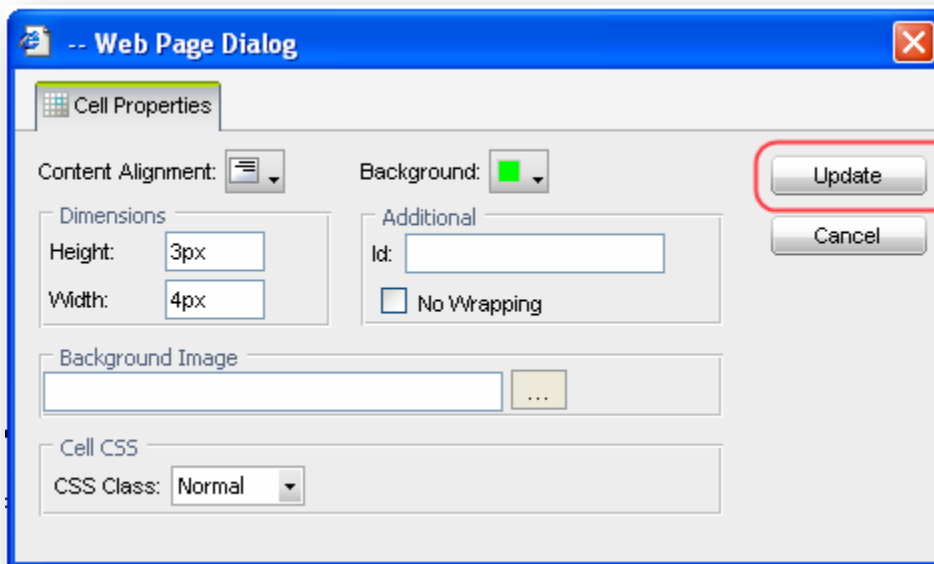 -- Web Page Dialog
Cell Properties
Content Alignment:
Background:
Update
Dimensions
Additional
Height: 3px
Id:
Cancel
Width: 4px
No Wrapping
Background Image
...
Cell CSS
CSS Class: Normal